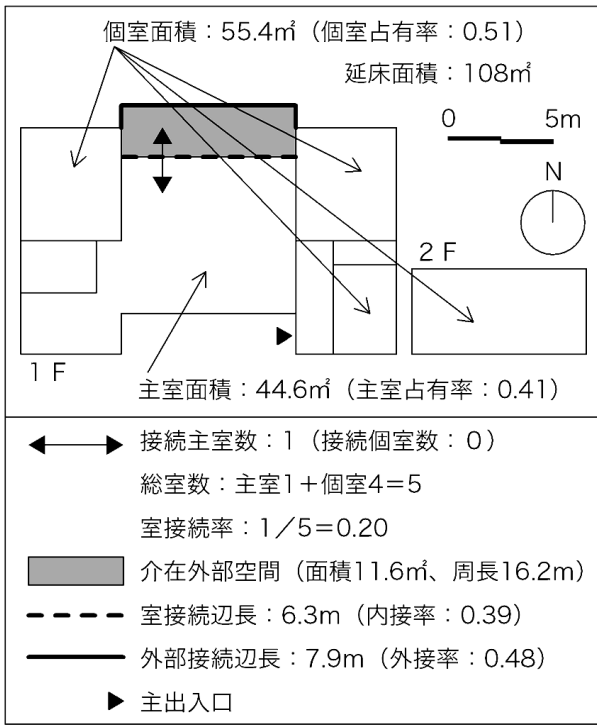 個室面積：55.4㎡（個室占有率：0.51）
延床面積：108㎡
0 5m
N
2 F
1 F
主室面積：44.6㎡（主室占有率：0.41）
接続主室数：1（接続個室数：0）
総室数：主室1＋個室4＝5
室接続率：1／5＝0.20
介在外部空間（面積11.6㎡、周長16.2m）
室接続辺長：6.3m（内接率：0.39）
外部接続辺長：7.9m（外接率：0.48）
主出入口